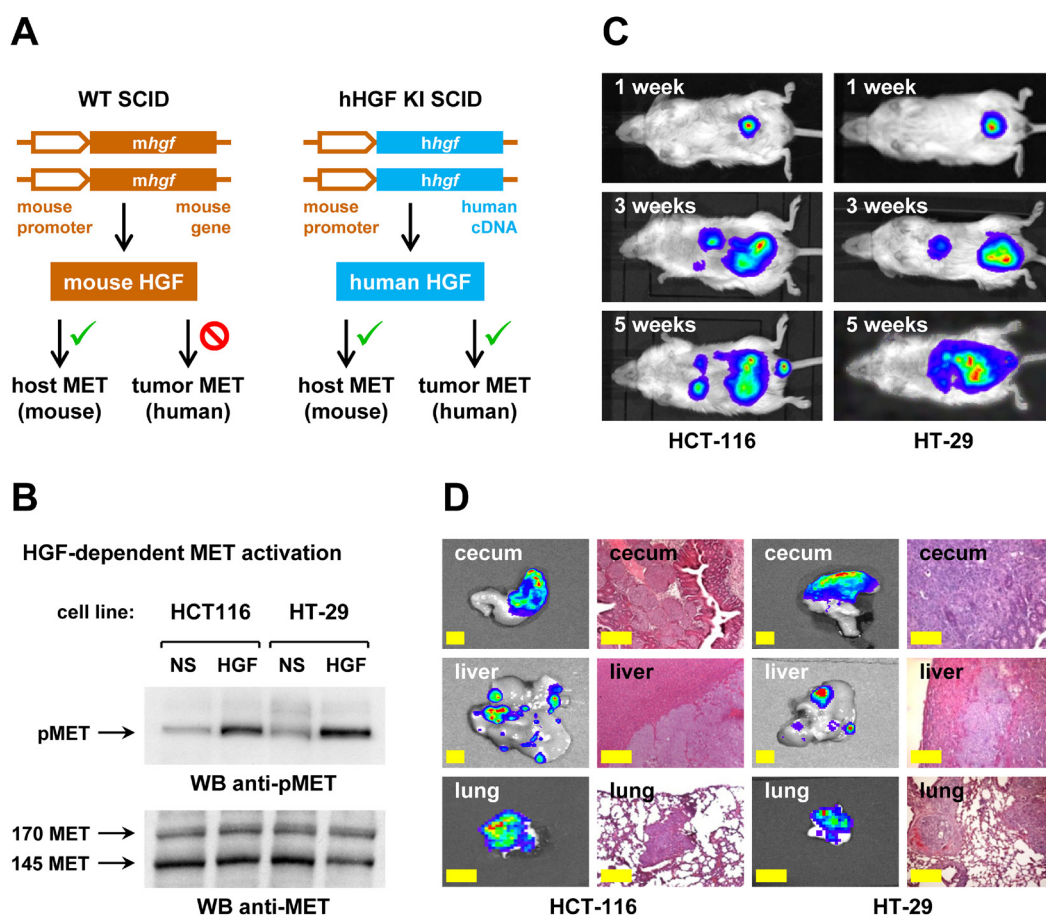 A
WT SCID
mhgf
mhgf
mouse promoter
mouse gene
mouse HGF
host MET (mouse)
tumor MET (human)
hHGF KI SCID
hhgf
hhgf
mouse promoter
human cDNA
human HGF
host MET (mouse)
tumor MET (human)
B
HGF-dependent MET activation
cell line: HCT116 HT-29
NS HGF NS HGF
pMET
WB anti-pMET
170 MET
145 MET
WB anti-MET
C
1 week 1 week
3 weeks 3 weeks
5 weeks 5 weeks
HCT-116 HT-29
D
cecum cecum cecum cecum
liver liver liver liver
lung lung lung lung
HCT-116 HT-29